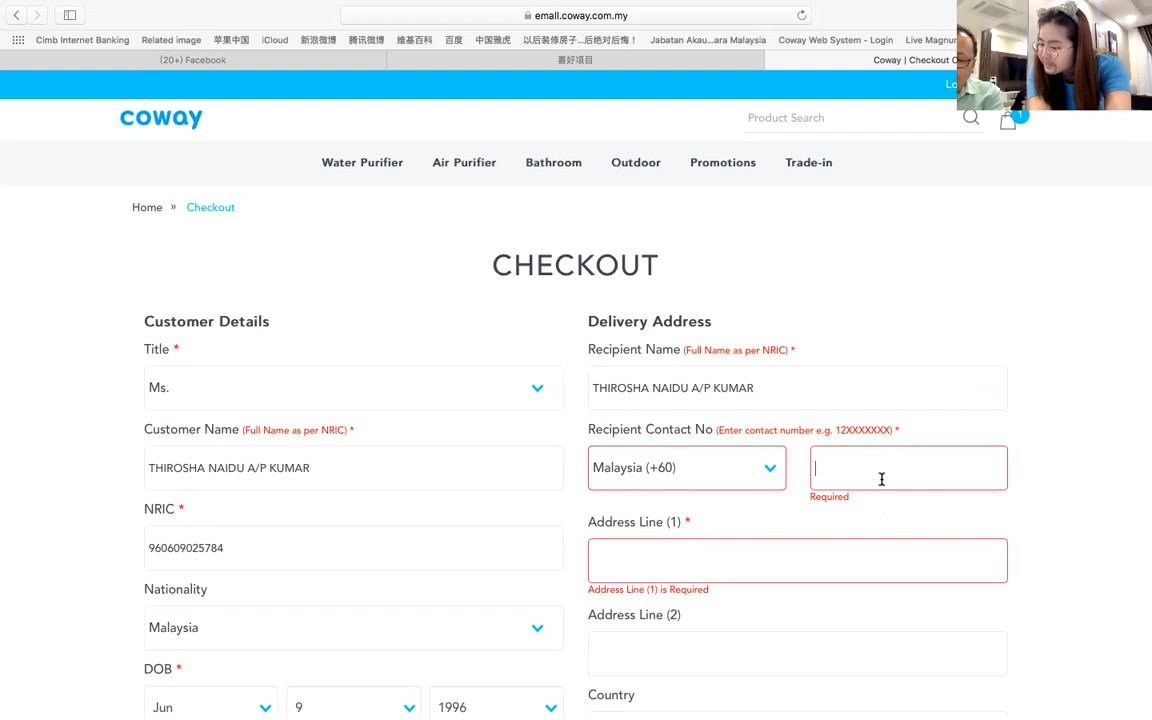 emall.coway.com.my
Cimb Internet Banking Related image 苹果中国 iCloud 新浪微博 腾讯微博 维基百科 百度 中国雅虎 以后装修房子...后绝对后悔！ Jabatan Akau...ara Malaysia Coway Web System - Login Live Magnum
(20+) Facebook 喜好项目 Coway | Checkout
coway Product Search 1
Water Purifier Air Purifier Bathroom Outdoor Promotions Trade-in
Home » Checkout
CHECKOUT
Customer Details
Title *
Ms.
Customer Name (Full Name as per NRIC) *
THIROSHA NAIDU A/P KUMAR
NRIC *
960609025784
Nationality
Malaysia
DOB *
Jun 9 1996
Delivery Address
Recipient Name (Full Name as per NRIC) *
THIROSHA NAIDU A/P KUMAR
Recipient Contact No (Enter contact number e.g. 12XXXXXXX) *
Malaysia (+60)
Required
Address Line (1) *
Address Line (1) is Required
Address Line (2)
Country